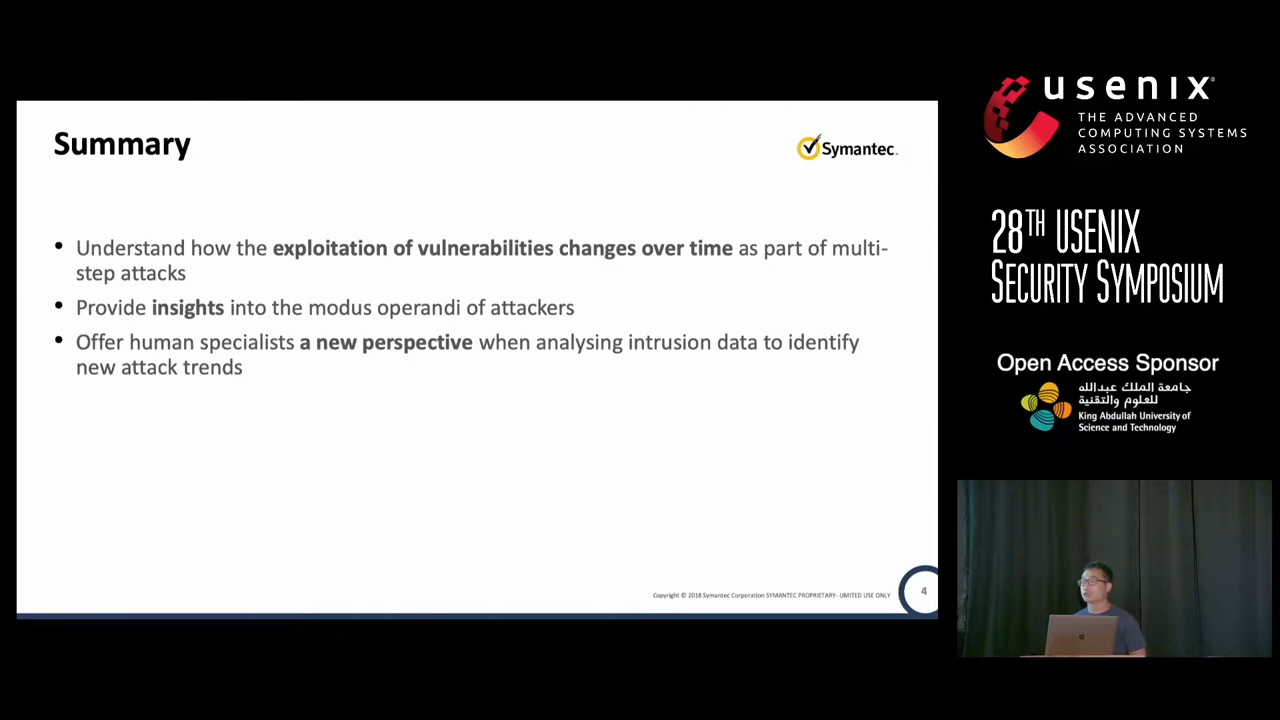 Summary
Symantec.
• Understand how the exploitation of vulnerabilities changes over time as part of multi-
step attacks
• Provide insights into the modus operandi of attackers
• Offer human specialists a new perspective when analysing intrusion data to identify
new attack trends
Copyright © 2018 Symantec Corporation SYMANTEC PROPRIETARY- LIMITED USE ONLY
4
usenix®
THE ADVANCED
COMPUTING SYSTEMS
ASSOCIATION
28TH USENIX
SECURITY SYMPOSIUM
Open Access Sponsor
جامعة الملك عبدالله
للعلوم والتقنية
King Abdullah University of
Science and Technology